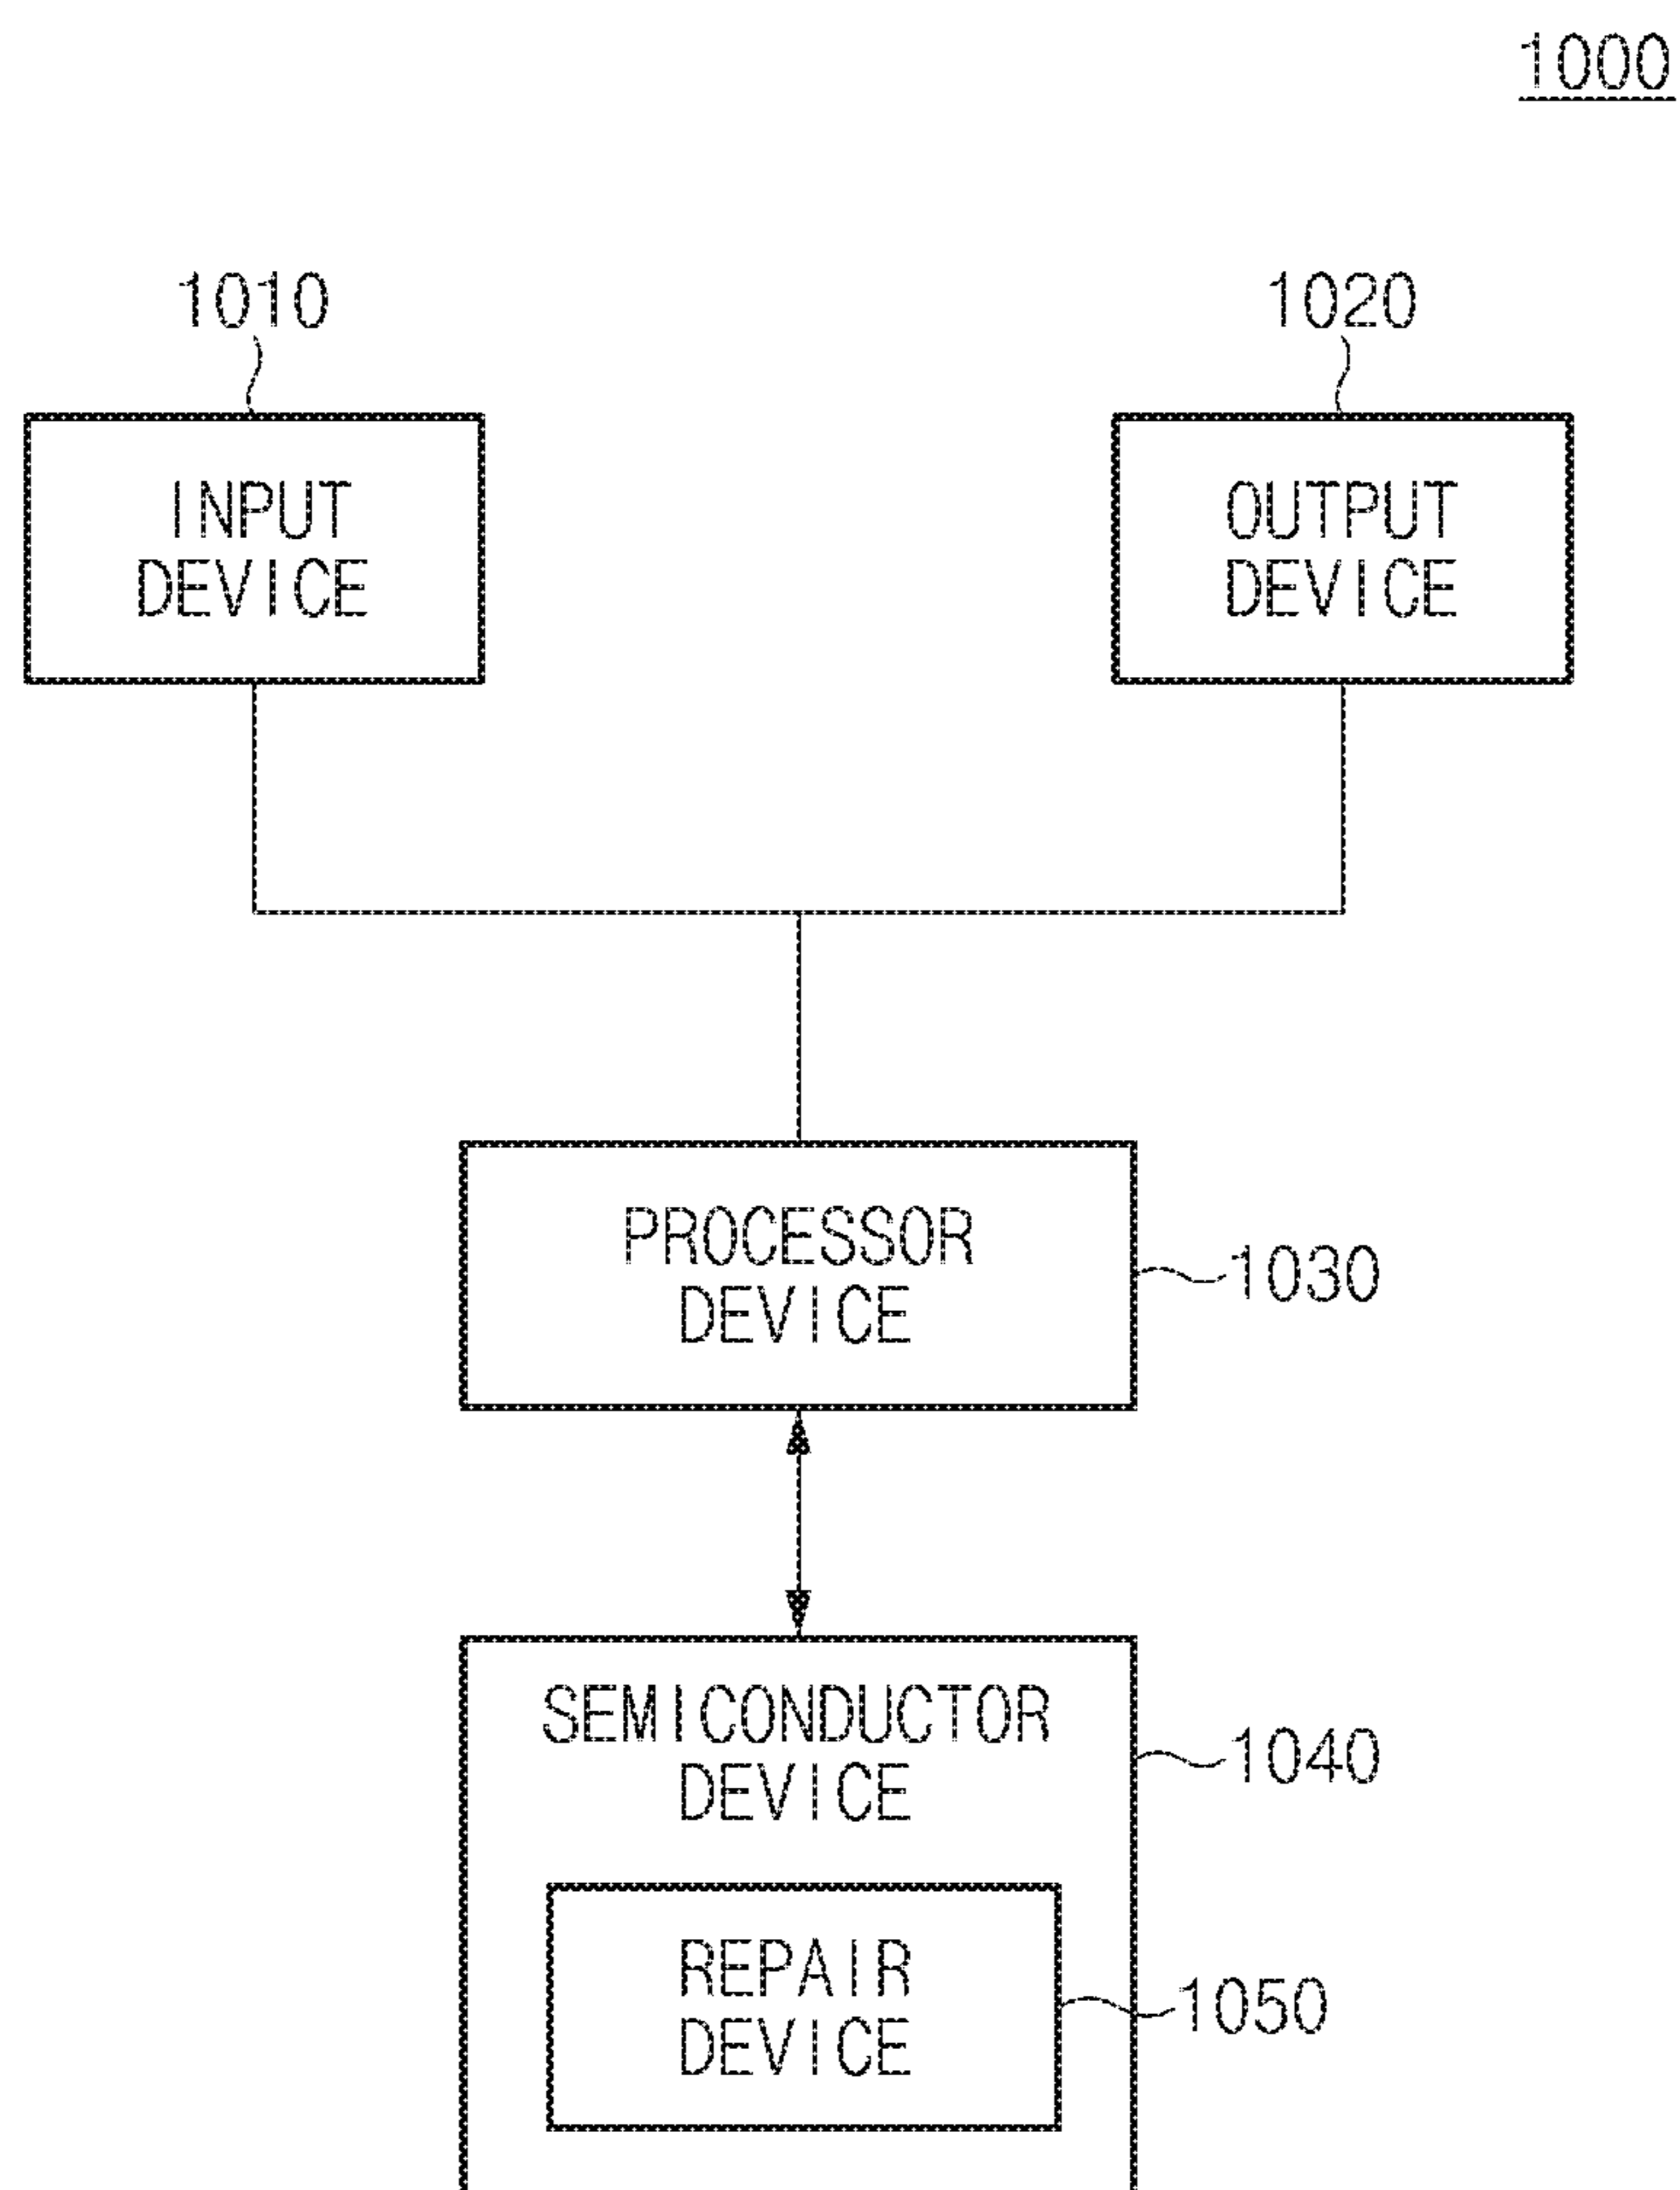 1000
1010
1020
INPUT
DEVICE
OUTPUT
DEVICE
PROCESSOR
DEVICE
1030
SEMICONDUCTOR
DEVICE
1040
REPAIR
DEVICE
1050